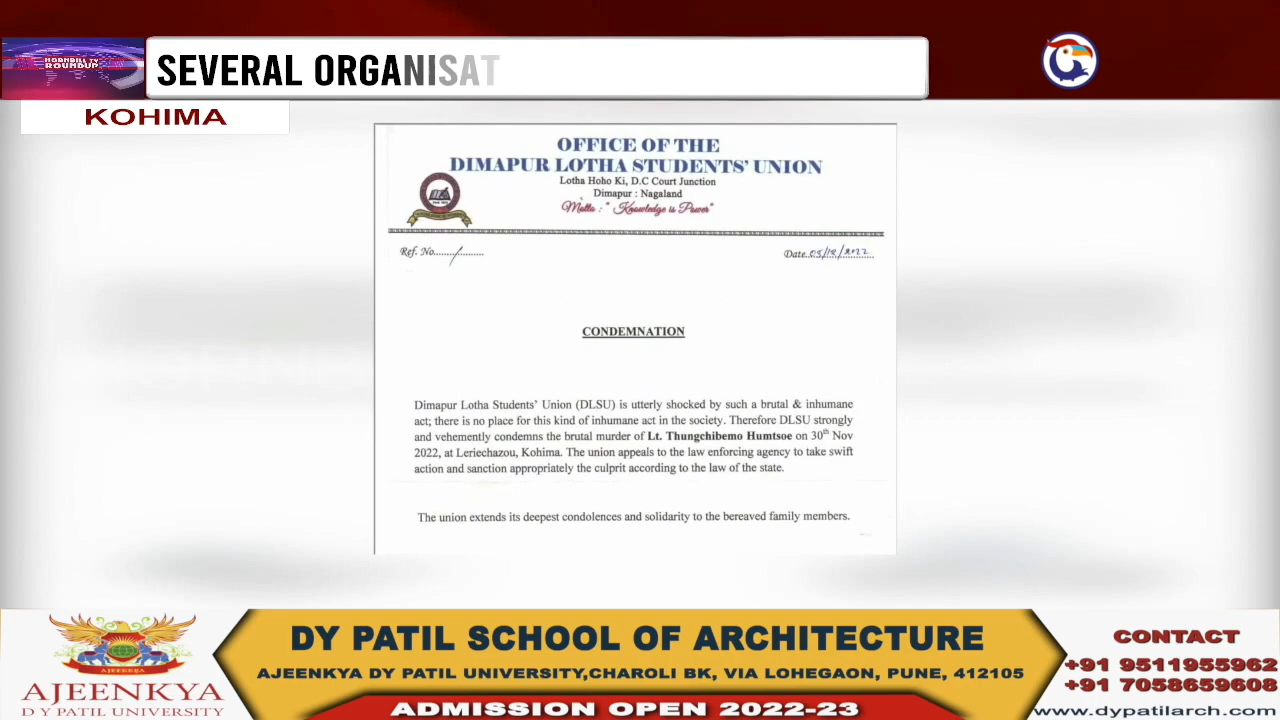 HORNBILL TV
ROUNDUP
SEVERAL ORGANISAT
KOHIMA
OFFICE OF THE
DIMAPUR LOTHA STUDENTS' UNION
Lotha Hoho Ki, D.C Court Junction
Dimapur : Nagaland
Motto : " Knowledge is Power"
Ref. No....../..........
Date..05/12/2022
CONDEMNATION
Dimapur Lotha Students' Union (DLSU) is utterly shocked by such a brutal & inhumane
act; there is no place for this kind of inhumane act in the society. Therefore DLSU strongly
and vehemently condemns the brutal murder of Lt. Thungchibemo Humtsoe on 30th Nov
2022, at Leriechazou, Kohima. The union appeals to the law enforcing agency to take swift
action and sanction appropriately the culprit according to the law of the state.
The union extends its deepest condolences and solidarity to the bereaved family members.
AJEENKYA
D Y PATIL UNIVERSITY
DY PATIL SCHOOL OF ARCHITECTURE
AJEENKYA DY PATIL UNIVERSITY,CHAROLI BK, VIA LOHEGAON, PUNE, 412105
ADMISSION OPEN 2022-23
CONTACT
+91 9511955962
+91 7058659608
www.dypatilarch.com